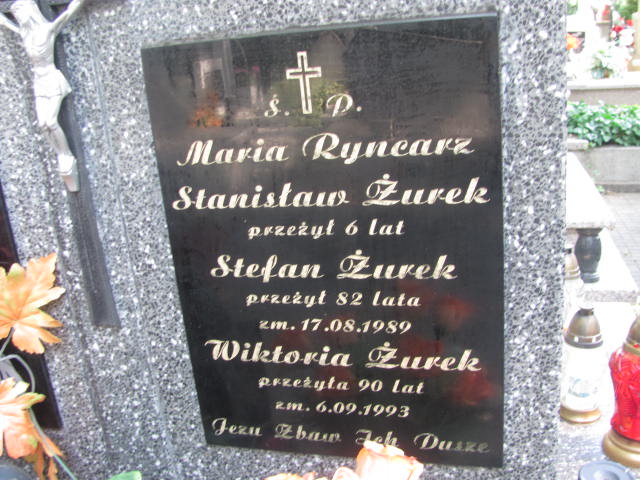 Ś. P.
Maria Ryncarz
Stanisław Żurek
przeżył 6 lat
Stefan Żurek
przeżył 82 lata
zm. 17.08.1989
Wiktoria Żurek
przeżyła 90 lat
zm. 6.09.1993
Jezu Zbaw Ich Dusze